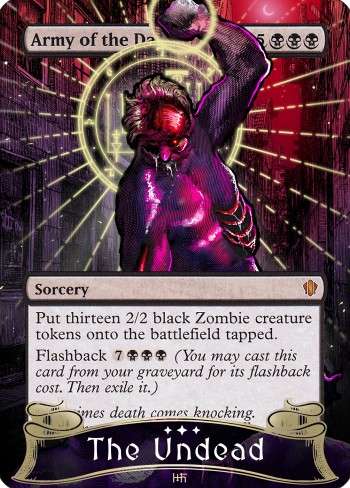 Army of the Da 5
Sorcery
Put thirteen 2/2 black Zombie creature
tokens onto the battlefield tapped.
Flashback 7 (You may cast this
card from your graveyard for its flashback
cost. Then exile it.)
imes death comes knocking.
The Undead